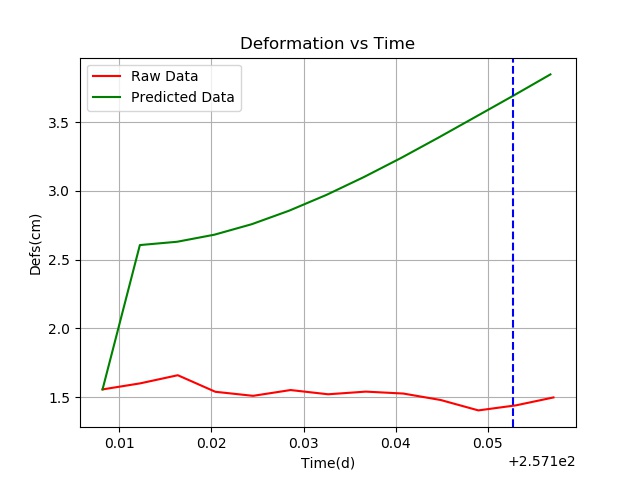 Deformation vs Time
Raw Data
Predicted Data
Defs(cm)
3.5
3.0
2.5
2.0
1.5
0.01 0.02 0.03 0.04 0.05
+2.571e2
Time(d)